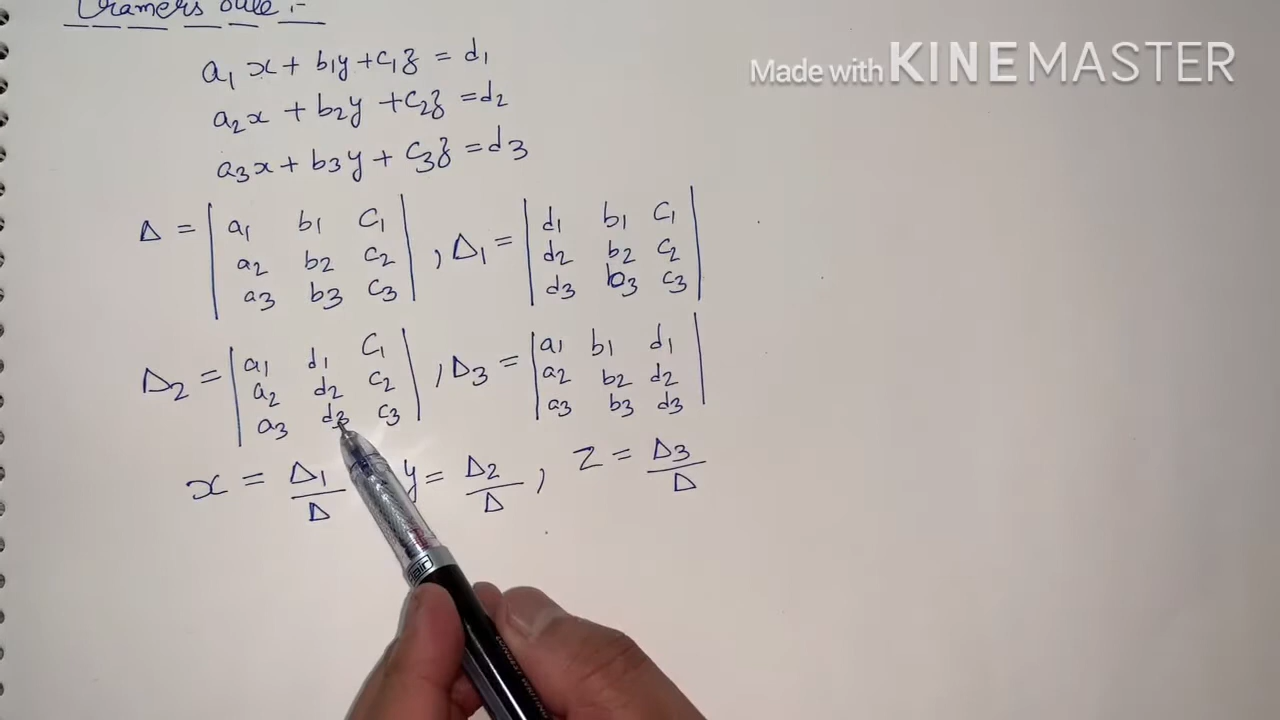 Cramers rule :-
Made with KINEMASTER
a₁x + b₁y + c₁z = d₁
a₂x + b₂y + c₂z = d₂
a₃x + b₃y + c₃z = d₃
Δ = | a₁ b₁ c₁ | , Δ₁ = | d₁ b₁ c₁ |
a₂ b₂ c₂ d₂ b₂ c₂
a₃ b₃ c₃ d₃ b₃ c₃
Δ₂ = | a₁ d₁ c₁ | , Δ₃ = | a₁ b₁ d₁ |
a₂ d₂ c₂ a₂ b₂ d₂
a₃ d₃ c₃ a₃ b₃ d₃
x = Δ₁/Δ y = Δ₂/Δ , z = Δ₃/Δ
flair